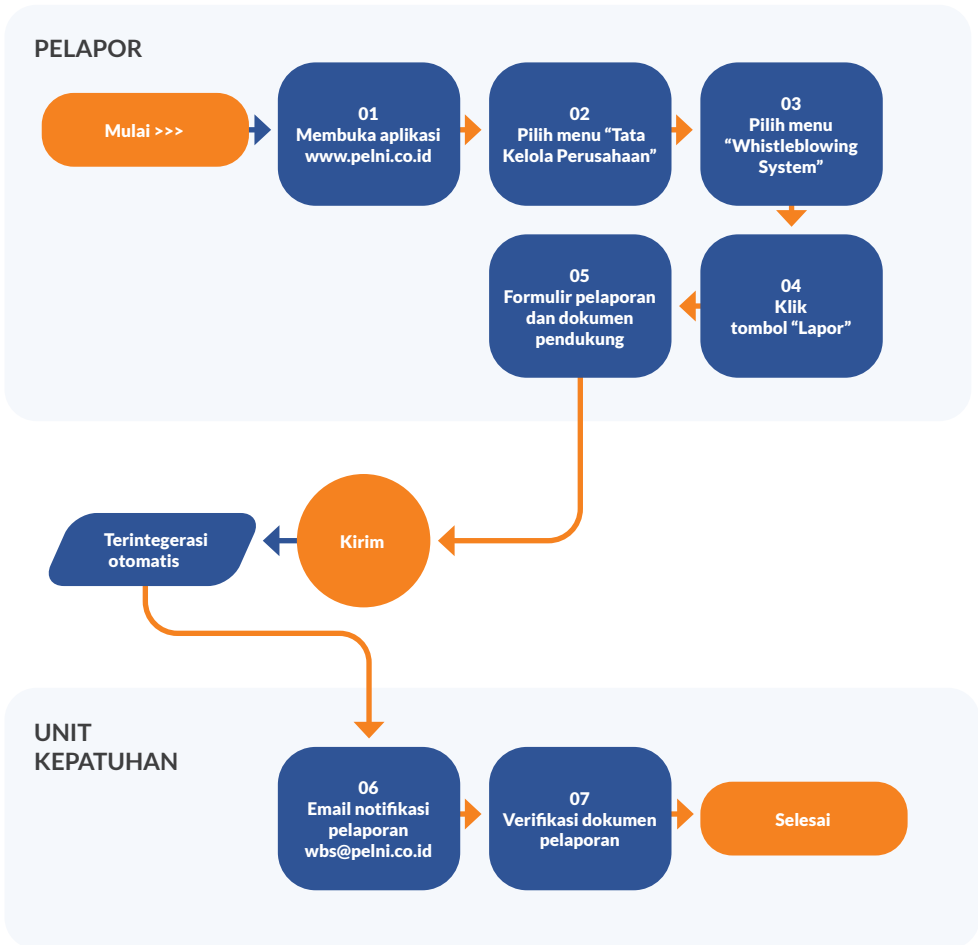 PELAPOR
Mulai >>>
01
Membuka aplikasi
www.pelni.co.id
02
Pilih menu “Tata
Kelola Perusahaan”
03
Pilih menu
“Whistleblowing
System”
04
Klik
tombol “Lapor”
05
Formulir pelaporan
dan dokumen
pendukung
Kirim
Terintegerasi
otomatis
UNIT
KEPATUHAN
06
Email notifikasi
pelaporan
wbs@pelni.co.id
07
Verifikasi dokumen
pelaporan
Selesai